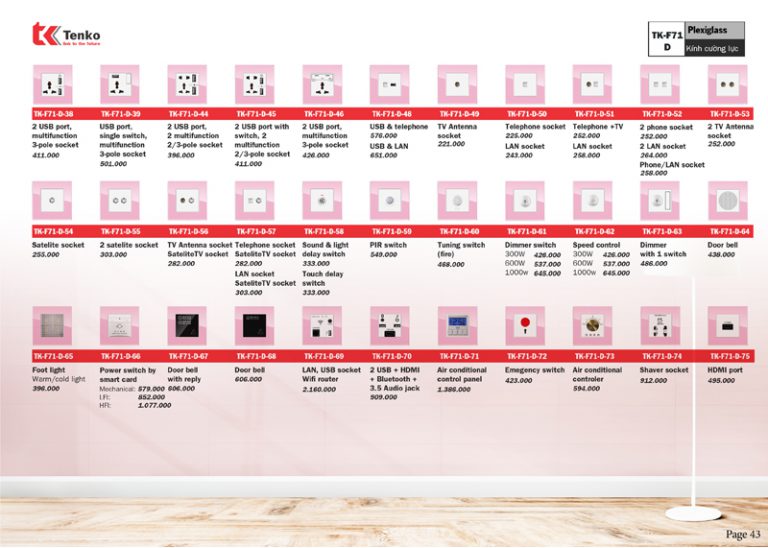 tk Tenko
link to the future
TK-F71
D
Plexiglass
Kính cường lực
TK-F71-D-38 TK-F71-D-39 TK-F71-D-44 TK-F71-D-45 TK-F71-D-46 TK-F71-D-48 TK-F71-D-49 TK-F71-D-50 TK-F71-D-51 TK-F71-D-52 TK-F71-D-53
2 USB port,
multifunction
3-pole socket
411.000
USB port,
single switch,
multifunction
3-pole socket
501.000
2 USB port,
2 multifunction
2/3-pole socket
396.000
2 USB port with
switch, 2
multifunction
2/3-pole socket
411.000
2 USB port,
multifunction
3-pole socket
426.000
USB & telephone
576.000
USB & LAN
651.000
TV Antenna
socket
221.000
Telephone socket
225.000
LAN socket
243.000
Telephone +TV
252.000
LAN socket
258.000
2 phone socket
252.000
2 LAN socket
264.000
Phone/LAN socket
258.000
2 TV Antenna
socket
252.000
TK-F71-D-54 TK-F71-D-55 TK-F71-D-56 TK-F71-D-57 TK-F71-D-58 TK-F71-D-59 TK-F71-D-60 TK-F71-D-61 TK-F71-D-62 TK-F71-D-63 TK-F71-D-64
Satelite socket
255.000
2 satelite socket
303.000
TV Antenna socket
SateliteTV socket
282.000
Telephone socket
SateliteTV socket
282.000
LAN socket
SateliteTV socket
303.000
Sound & light
delay switch
333.000
Touch delay
switch
333.000
PIR switch
549.000
Tuning switch
(fire)
468.000
Dimmer switch
300W 426.000
600W 537.000
1000w 645.000
Speed control
300W 426.000
600W 537.000
1000w 645.000
Dimmer
with 1 switch
486.000
Door bell
438.000
TK-F71-D-65 TK-F71-D-66 TK-F71-D-67 TK-F71-D-68 TK-F71-D-69 TK-F71-D-70 TK-F71-D-71 TK-F71-D-72 TK-F71-D-73 TK-F71-D-74 TK-F71-D-75
Foot light
Warm/cold light
396.000
Power switch by
smart card
Mechanical: 579.000
LFI: 852.000
HFI: 1.077.000
Door bell
with reply
606.000
Door bell
606.000
LAN, USB socket
Wifi router
2.160.000
2 USB + HDMI
+ Bluetooth +
3.5 Audio jack
909.000
Air conditional
control panel
1.386.000
Emegency switch
423.000
Air conditional
controler
594.000
Shaver socket
912.000
HDMI port
495.000
Page 43